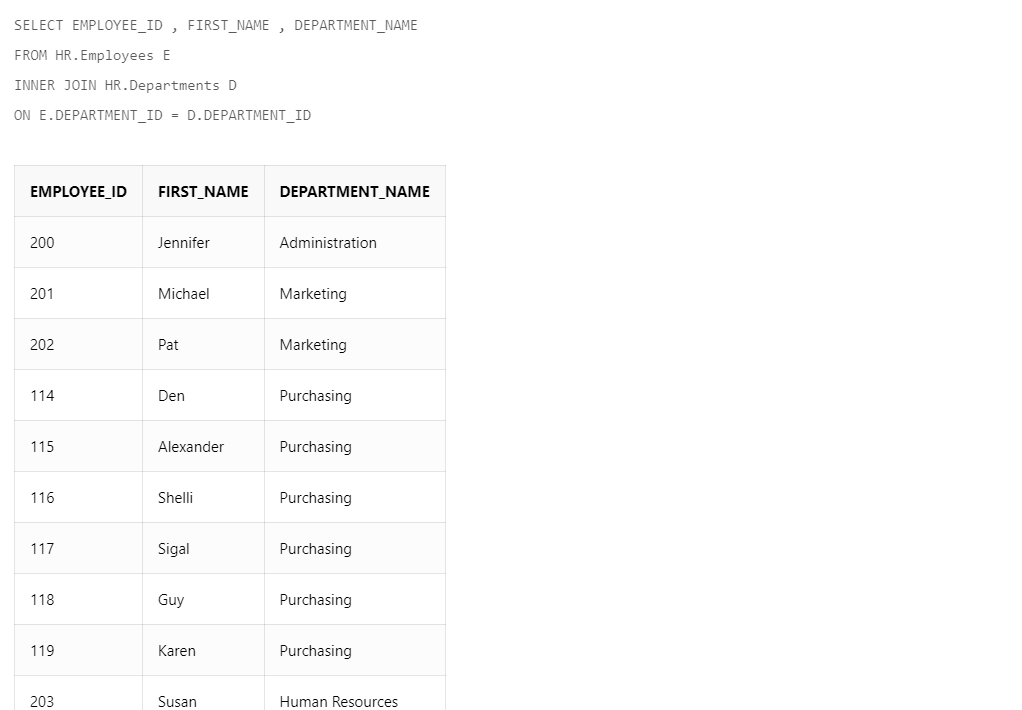 SELECT EMPLOYEE_ID , FIRST_NAME , DEPARTMENT_NAME
FROM HR.Employees E
INNER JOIN HR.Departments D
ON E.DEPARTMENT_ID = D.DEPARTMENT_ID
EMPLOYEE_ID FIRST_NAME DEPARTMENT_NAME
200 Jennifer Administration
201 Michael Marketing
202 Pat Marketing
114 Den Purchasing
115 Alexander Purchasing
116 Shelli Purchasing
117 Sigal Purchasing
118 Guy Purchasing
119 Karen Purchasing
203 Susan Human Resources